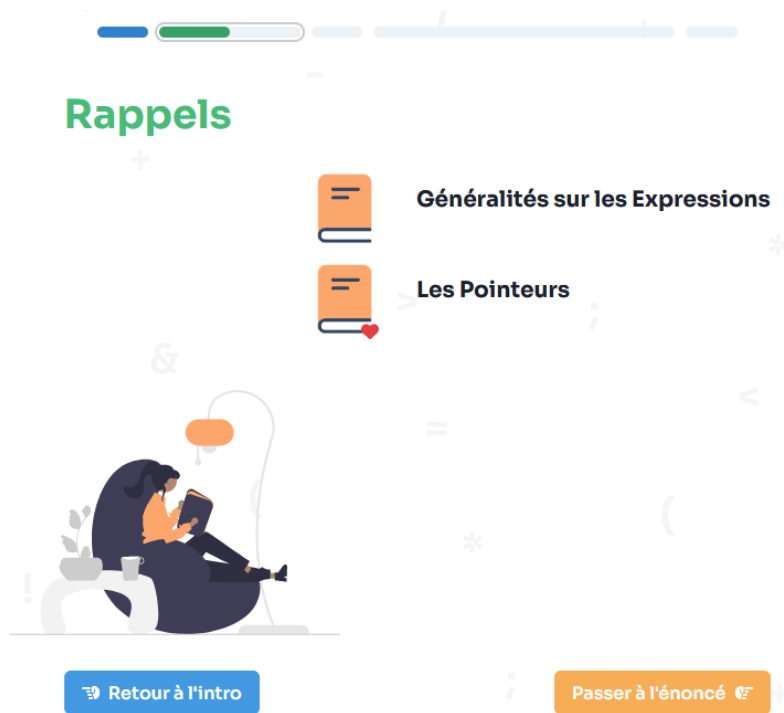 Rappels
Généralités sur les Expressions
Les Pointeurs
Retour à l'intro
Passer à l'énoncé